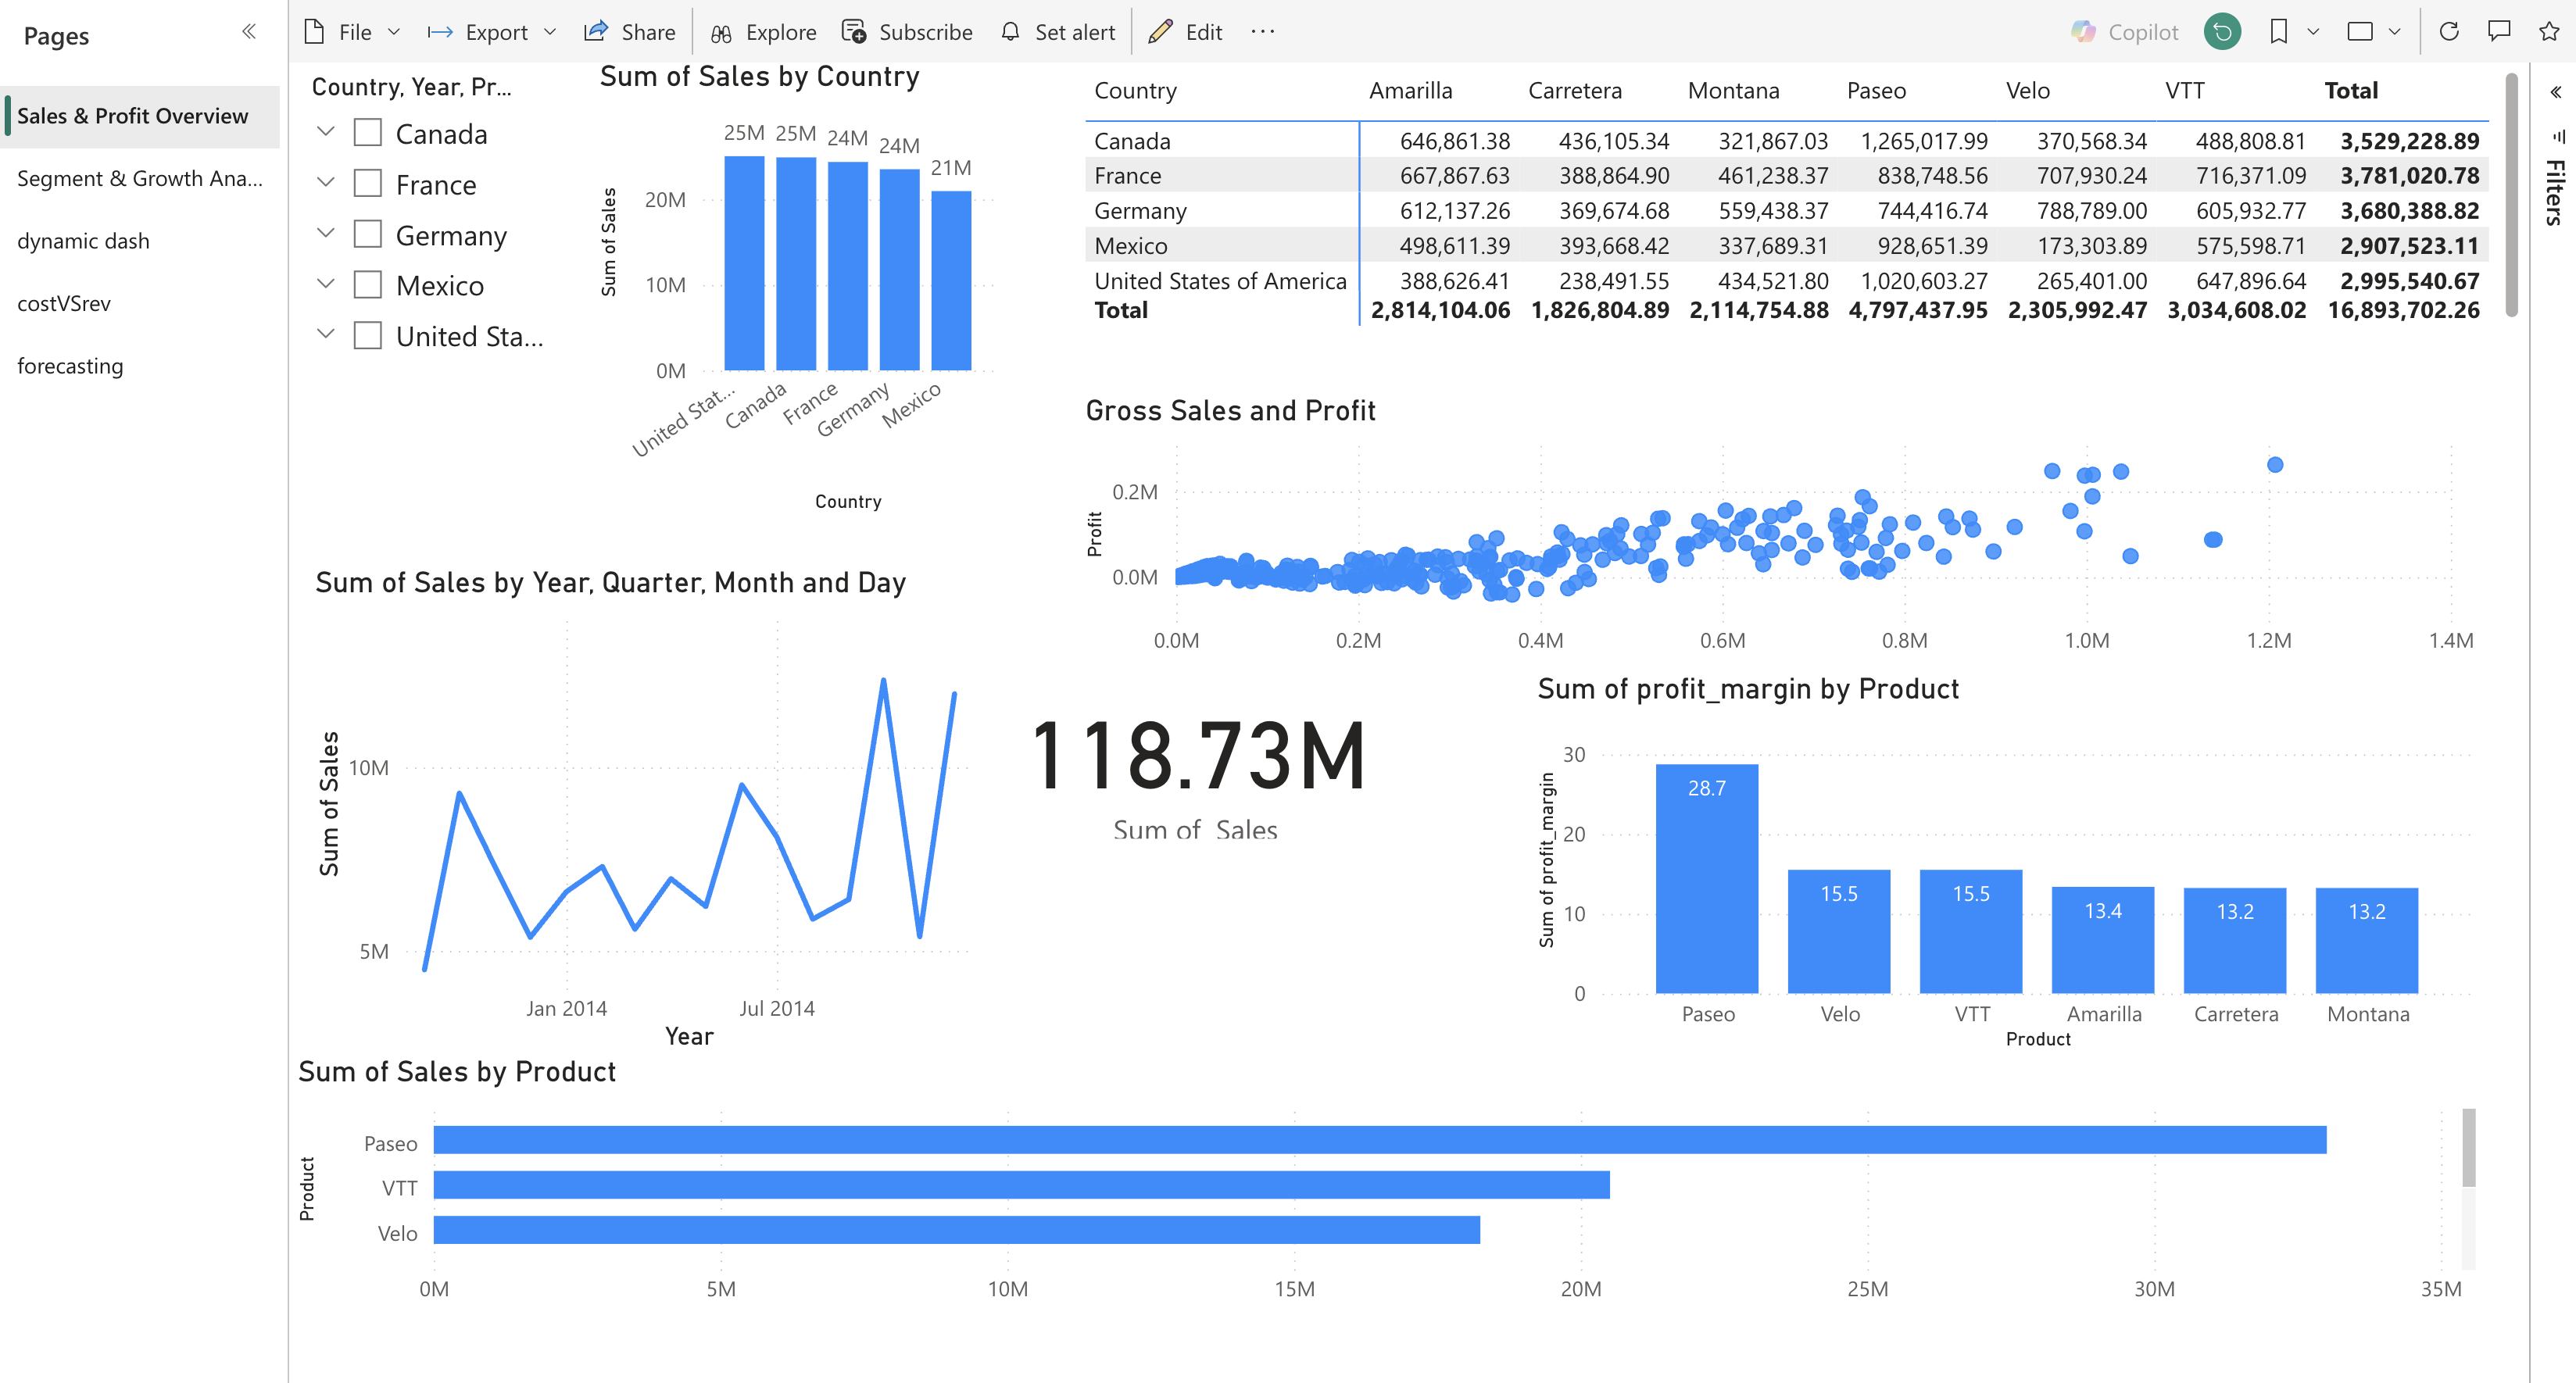 Pages
File
Export
Share
Explore
Subscribe
Set alert
Edit
Copilot
Sales & Profit Overview
Segment & Growth Ana...
dynamic dash
costVSrev
forecasting
Country, Year, Pr...
Canada
France
Germany
Mexico
United Sta...
Sum of Sales by Country
Sum of Sales
25M 25M 24M 24M 21M
20M
10M
0M
United Stat... Canada France Germany Mexico
Country
Country Amarilla Carretera Montana Paseo Velo VTT Total
Canada 646,861.38 436,105.34 321,867.03 1,265,017.99 370,568.34 488,808.81 3,529,228.89
France 667,867.63 388,864.90 461,238.37 838,748.56 707,930.24 716,371.09 3,781,020.78
Germany 612,137.26 369,674.68 559,438.37 744,416.74 788,789.00 605,932.77 3,680,388.82
Mexico 498,611.39 393,668.42 337,689.31 928,651.39 173,303.89 575,598.71 2,907,523.11
United States of America 388,626.41 238,491.55 434,521.80 1,020,603.27 265,401.00 647,896.64 2,995,540.67
Total 2,814,104.06 1,826,804.89 2,114,754.88 4,797,437.95 2,305,992.47 3,034,608.02 16,893,702.26
Filters
Gross Sales and Profit
Profit
0.2M
0.0M
0.0M 0.2M 0.4M 0.6M 0.8M 1.0M 1.2M 1.4M
Sum of Sales by Year, Quarter, Month and Day
Sum of Sales
10M
5M
Jan 2014 Jul 2014
Year
118.73M
Sum of Sales
Sum of profit_margin by Product
Sum of profit_margin
30
20
10
0
28.7 15.5 15.5 13.4 13.2 13.2
Paseo Velo VTT Amarilla Carretera Montana
Product
Sum of Sales by Product
Product
Paseo
VTT
Velo
0M 5M 10M 15M 20M 25M 30M 35M